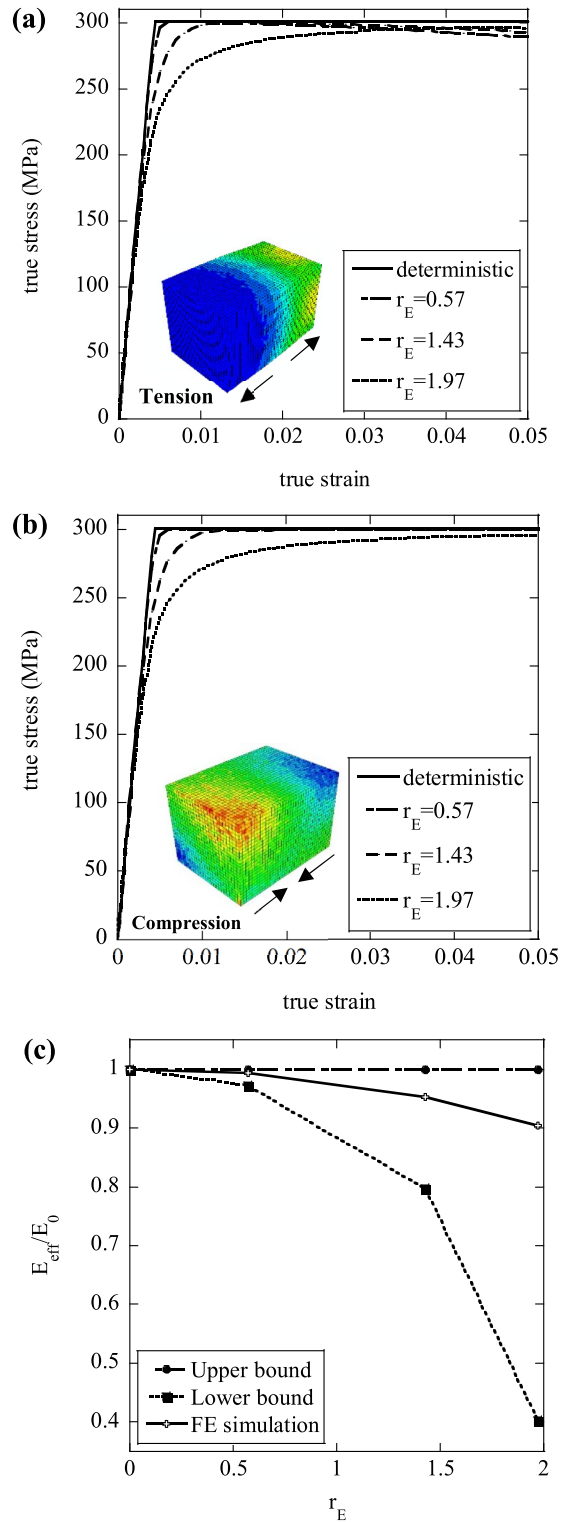 (a)
300
250
200
150
100
50
0
true stress (MPa)
Tension
deterministic
r_E=0.57
r_E=1.43
r_E=1.97
0 0.01 0.02 0.03 0.04 0.05
true strain
(b)
300
250
200
150
100
50
0
true stress (MPa)
Compression
deterministic
r_E=0.57
r_E=1.43
r_E=1.97
0 0.01 0.02 0.03 0.04 0.05
true strain
(c)
1
0.9
0.8
0.7
0.6
0.5
0.4
E_eff/E_0
Upper bound
Lower bound
FE simulation
0 0.5 1 1.5 2
r_E